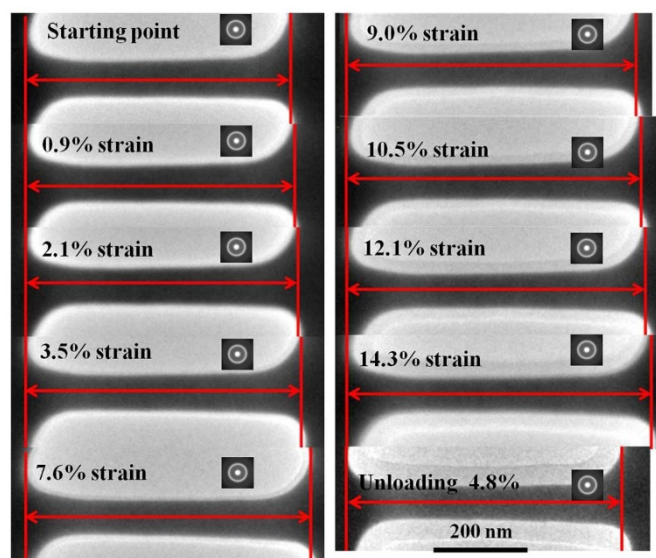 Starting point
0.9% strain
2.1% strain
3.5% strain
7.6% strain
9.0% strain
10.5% strain
12.1% strain
14.3% strain
Unloading 4.8%
200 nm